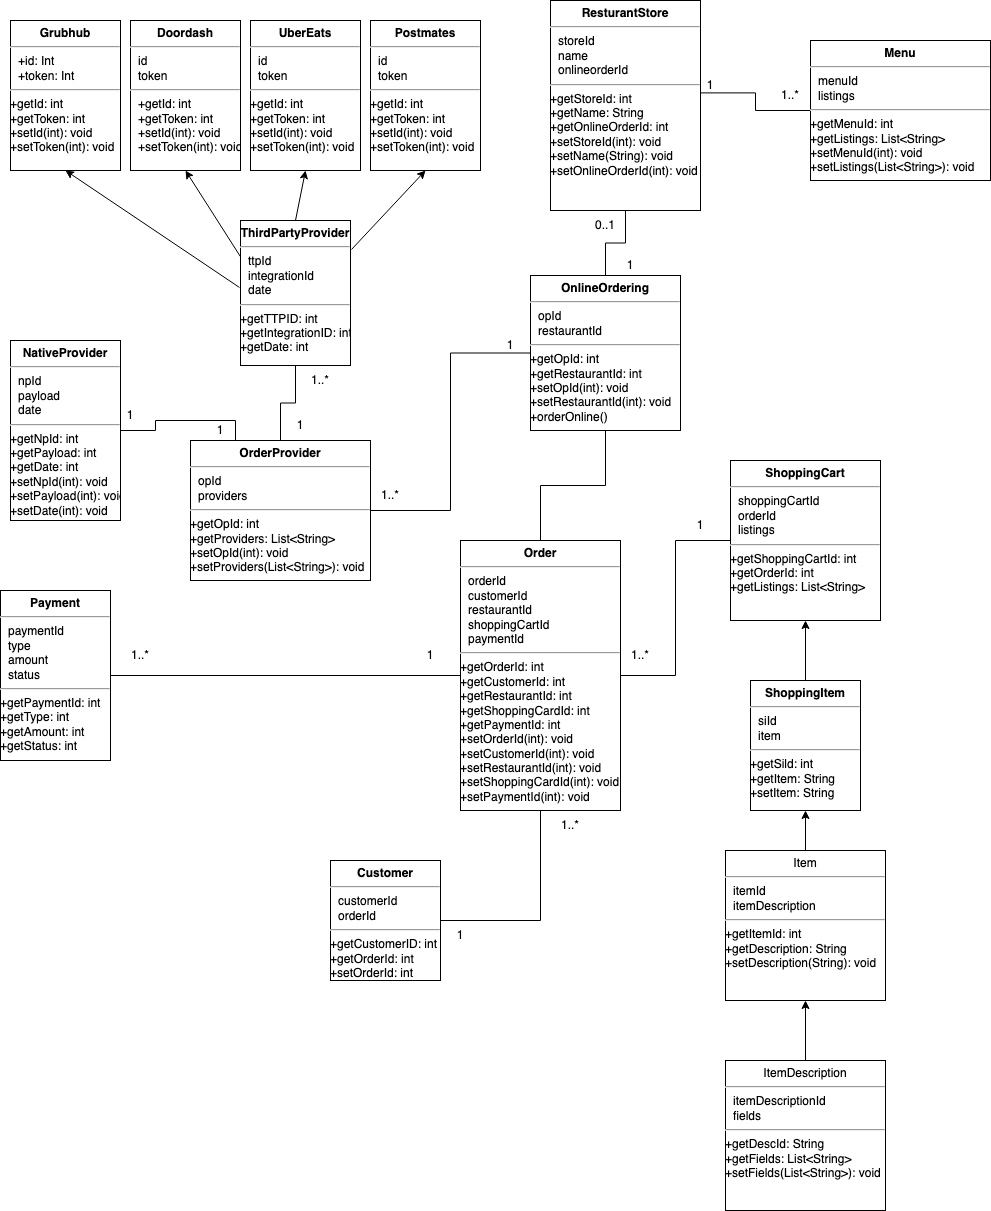 Grubhub
+id: Int
+token: Int
+getId: int
+getToken: int
+setId(int): void
+setToken(int): void
Doordash
id
token
+getId: int
+getToken: int
+setId(int): void
+setToken(int): void
UberEats
id
token
+getId: int
+getToken: int
+setId(int): void
+setToken(int): void
Postmates
id
token
+getId: int
+getToken: int
+setId(int): void
+setToken(int): void
ResturantStore
storeId
name
onlineorderId
+getStoreId: int
+getName: String
+getOnlineOrderId: int
+setStoreId(int): void
+setName(String): void
+setOnlineOrderId(int): void
1
1..*
Menu
menuId
listings
+getMenuId: int
+getListings: List<String>
+setMenuId(int): void
+setListings(List<String>): void
0..1
1
ThirdPartyProvider
ttpId
integrationId
date
+getTTPID: int
+getIntegrationID: int
+getDate: int
1..*
1
OnlineOrdering
opId
restaurantId
+getOpId: int
+getRestaurantId: int
+setOpId(int): void
+setRestaurantId(int): void
+orderOnline()
1
1..*
NativeProvider
npId
payload
date
+getNpId: int
+getPayload: int
+getDate: int
+setNpId(int): void
+setPayload(int): voi
+setDate(int): void
1
1
OrderProvider
opId
providers
+getOpId: int
+getProviders: List<String>
+setOpId(int): void
+setProviders(List<String>): void
ShoppingCart
shoppingCartId
orderId
listings
+getShoppingCartId: int
+getOrderId: int
+getListings: List<String>
1
1..*
Order
orderId
customerId
restaurantId
shoppingCartId
paymentId
+getOrderId: int
+getCustomerId: int
+getRestaurantId: int
+getShoppingCardId: int
+getPaymentId: int
+setOrderId(int): void
+setCustomerId(int): void
+setRestaurantId(int): void
+setShoppingCardId(int): void
+setPaymentId(int): void
Payment
paymentId
type
amount
status
+getPaymentId: int
+getType: int
+getAmount: int
+getStatus: int
1..*
1
ShoppingItem
siId
item
+getSiId: int
+getItem: String
+setItem: String
1..*
1
Customer
customerId
orderId
+getCustomerID: int
+getOrderId: int
+setOrderId: int
Item
itemId
itemDescription
+getItemId: int
+getDescription: String
+setDescription(String): void
ItemDescription
itemDescriptionId
fields
+getDescId: String
+getFields: List<String>
+setFields(List<String>): void